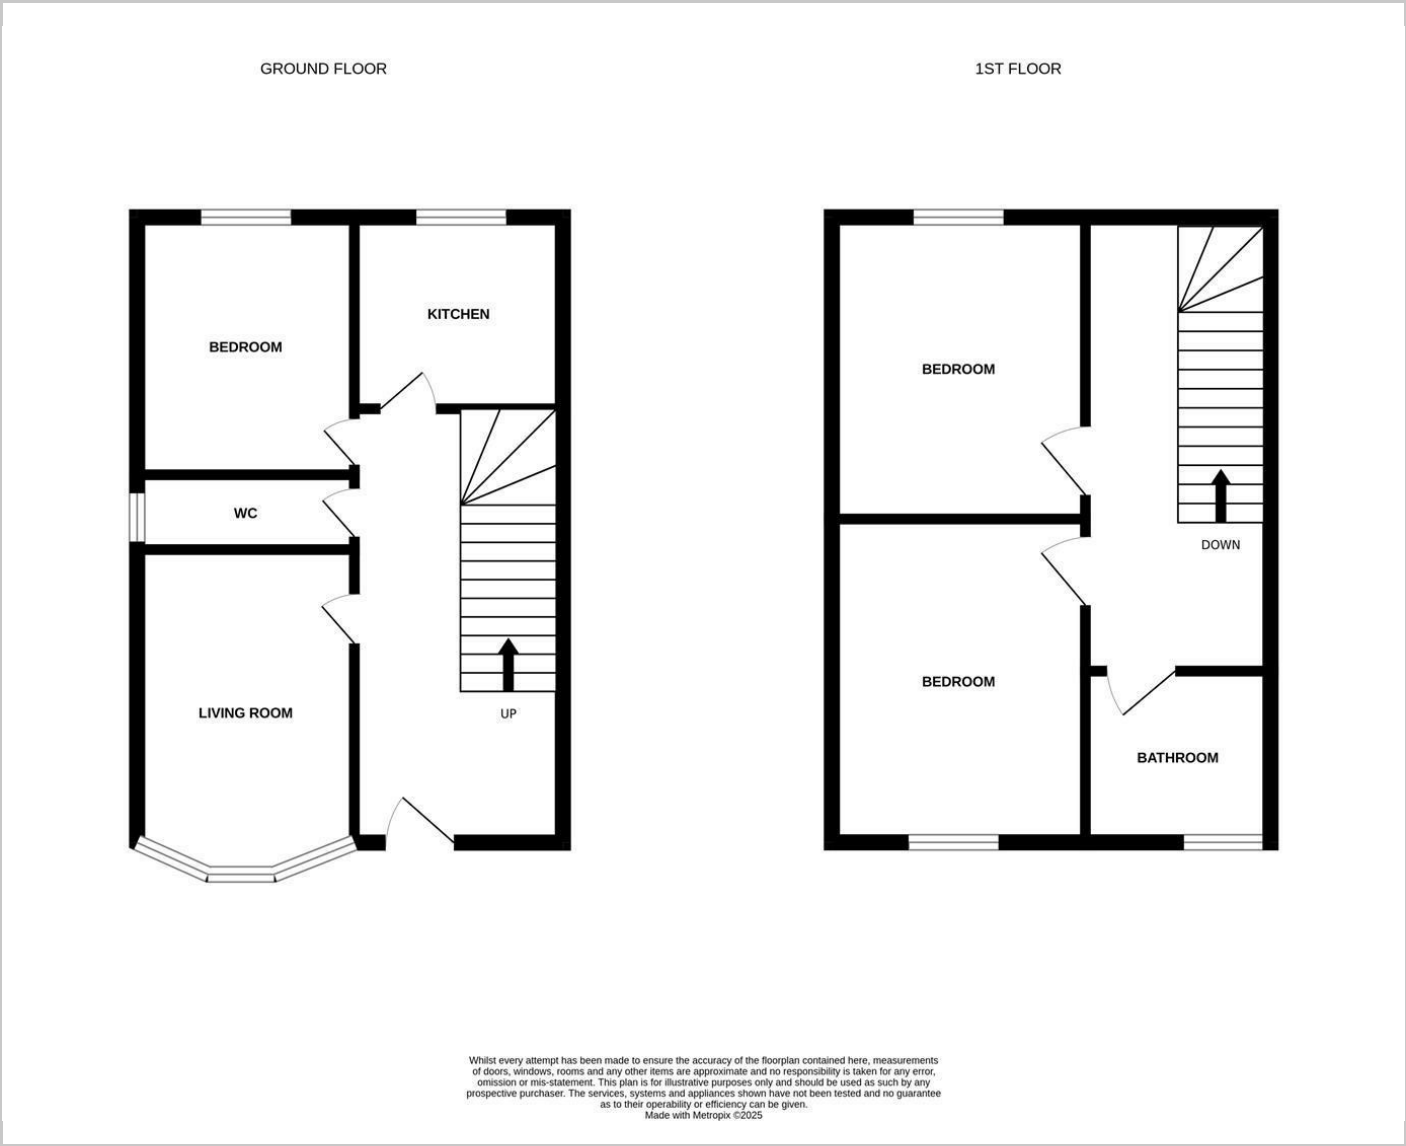 GROUND FLOOR
1ST FLOOR
BEDROOM
KITCHEN
WC
LIVING ROOM
UP
BEDROOM
DOWN
BEDROOM
BATHROOM
Whilst every attempt has been made to ensure the accuracy of the floorplan contained here, measurements
of doors, windows, rooms and any other items are approximate and no responsibility is taken for any error,
omission or mis-statement. This plan is for illustrative purposes only and should be used as such by any
prospective purchaser. The services, systems and appliances shown have not been tested and no guarantee
as to their operability or efficiency can be given.
Made with Metropix ©2025